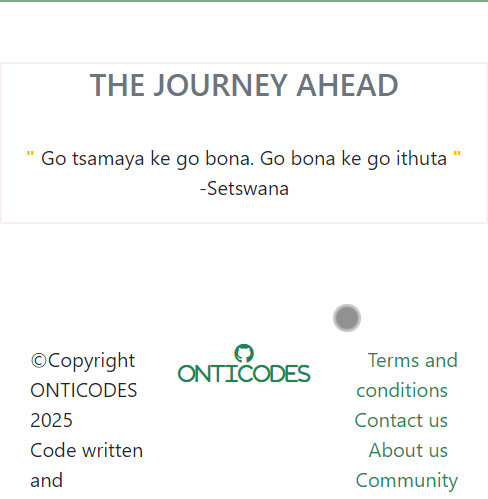 THE JOURNEY AHEAD
" Go tsamaya ke go bona. Go bona ke go ithuta "
-Setswana
©Copyright
ONTICODES
2025
Code written
and
ONTICODES
Terms and
conditions
Contact us
About us
Community